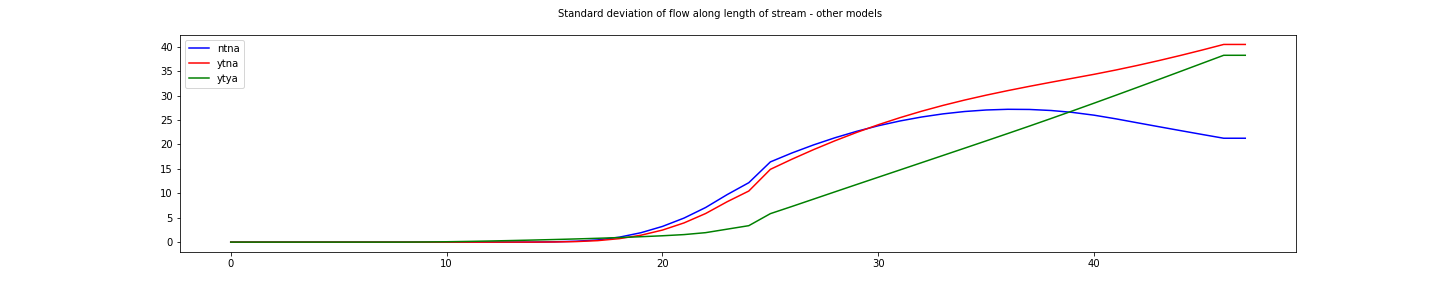 Standard deviation of flow along length of stream - other models
ntna
ytna
ytya
40
35
30
25
20
15
10
5
0
0 10 20 30 40